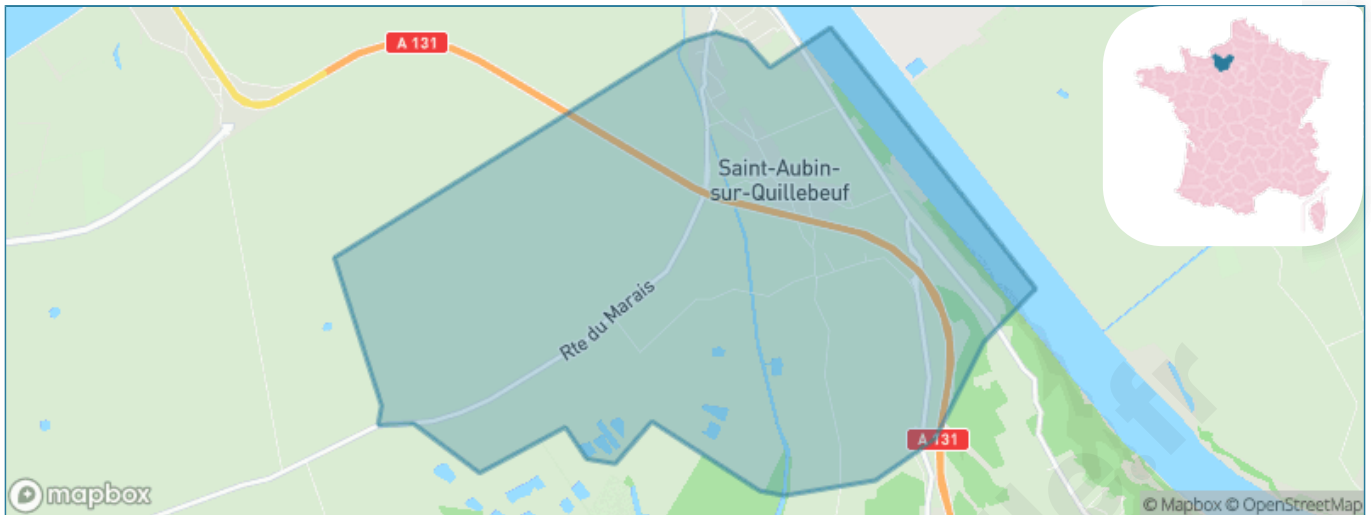 A 131
Saint-Aubin-
sur-Quillebeuf
Rte du Marais
A 131
mapbox
© Mapbox © OpenStreetMap